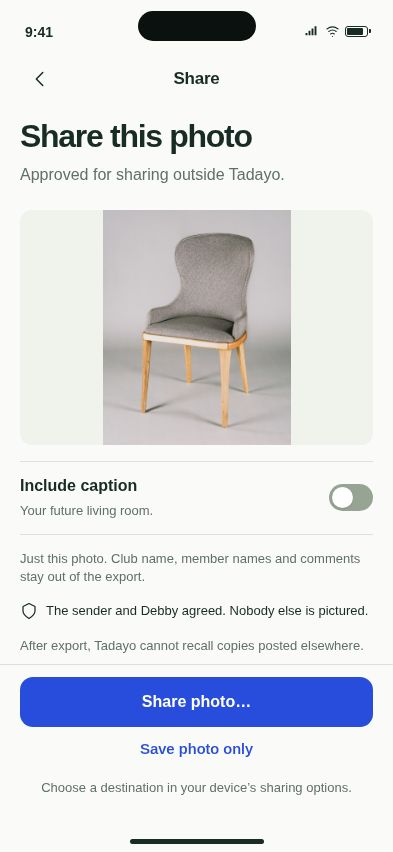 9:41
Share
Share this photo
Approved for sharing outside Tadayo.
Include caption
Your future living room.
Just this photo. Club name, member names and comments
stay out of the export.
The sender and Debby agreed. Nobody else is pictured.
After export, Tadayo cannot recall copies posted elsewhere.
Share photo…
Save photo only
Choose a destination in your device’s sharing options.